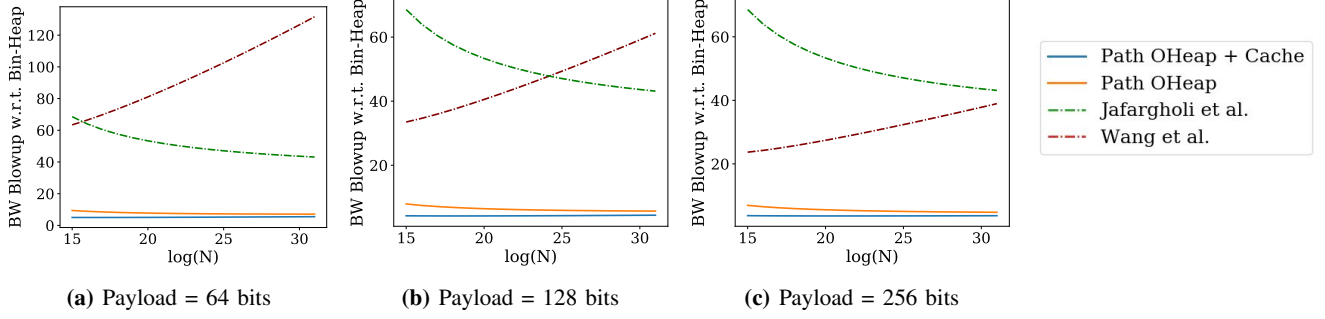 BW Blowup w.r.t. Bin-Heap
120
100
80
60
40
20
0
15
20
25
30
log(N)
(a) Payload = 64 bits
BW Blowup w.r.t. Bin-Heap
60
40
20
15
20
25
30
log(N)
(b) Payload = 128 bits
BW Blowup w.r.t. Bin-Heap
60
40
20
15
20
25
30
log(N)
(c) Payload = 256 bits
Path OHeap + Cache
Path OHeap
Jafargholi et al.
Wang et al.